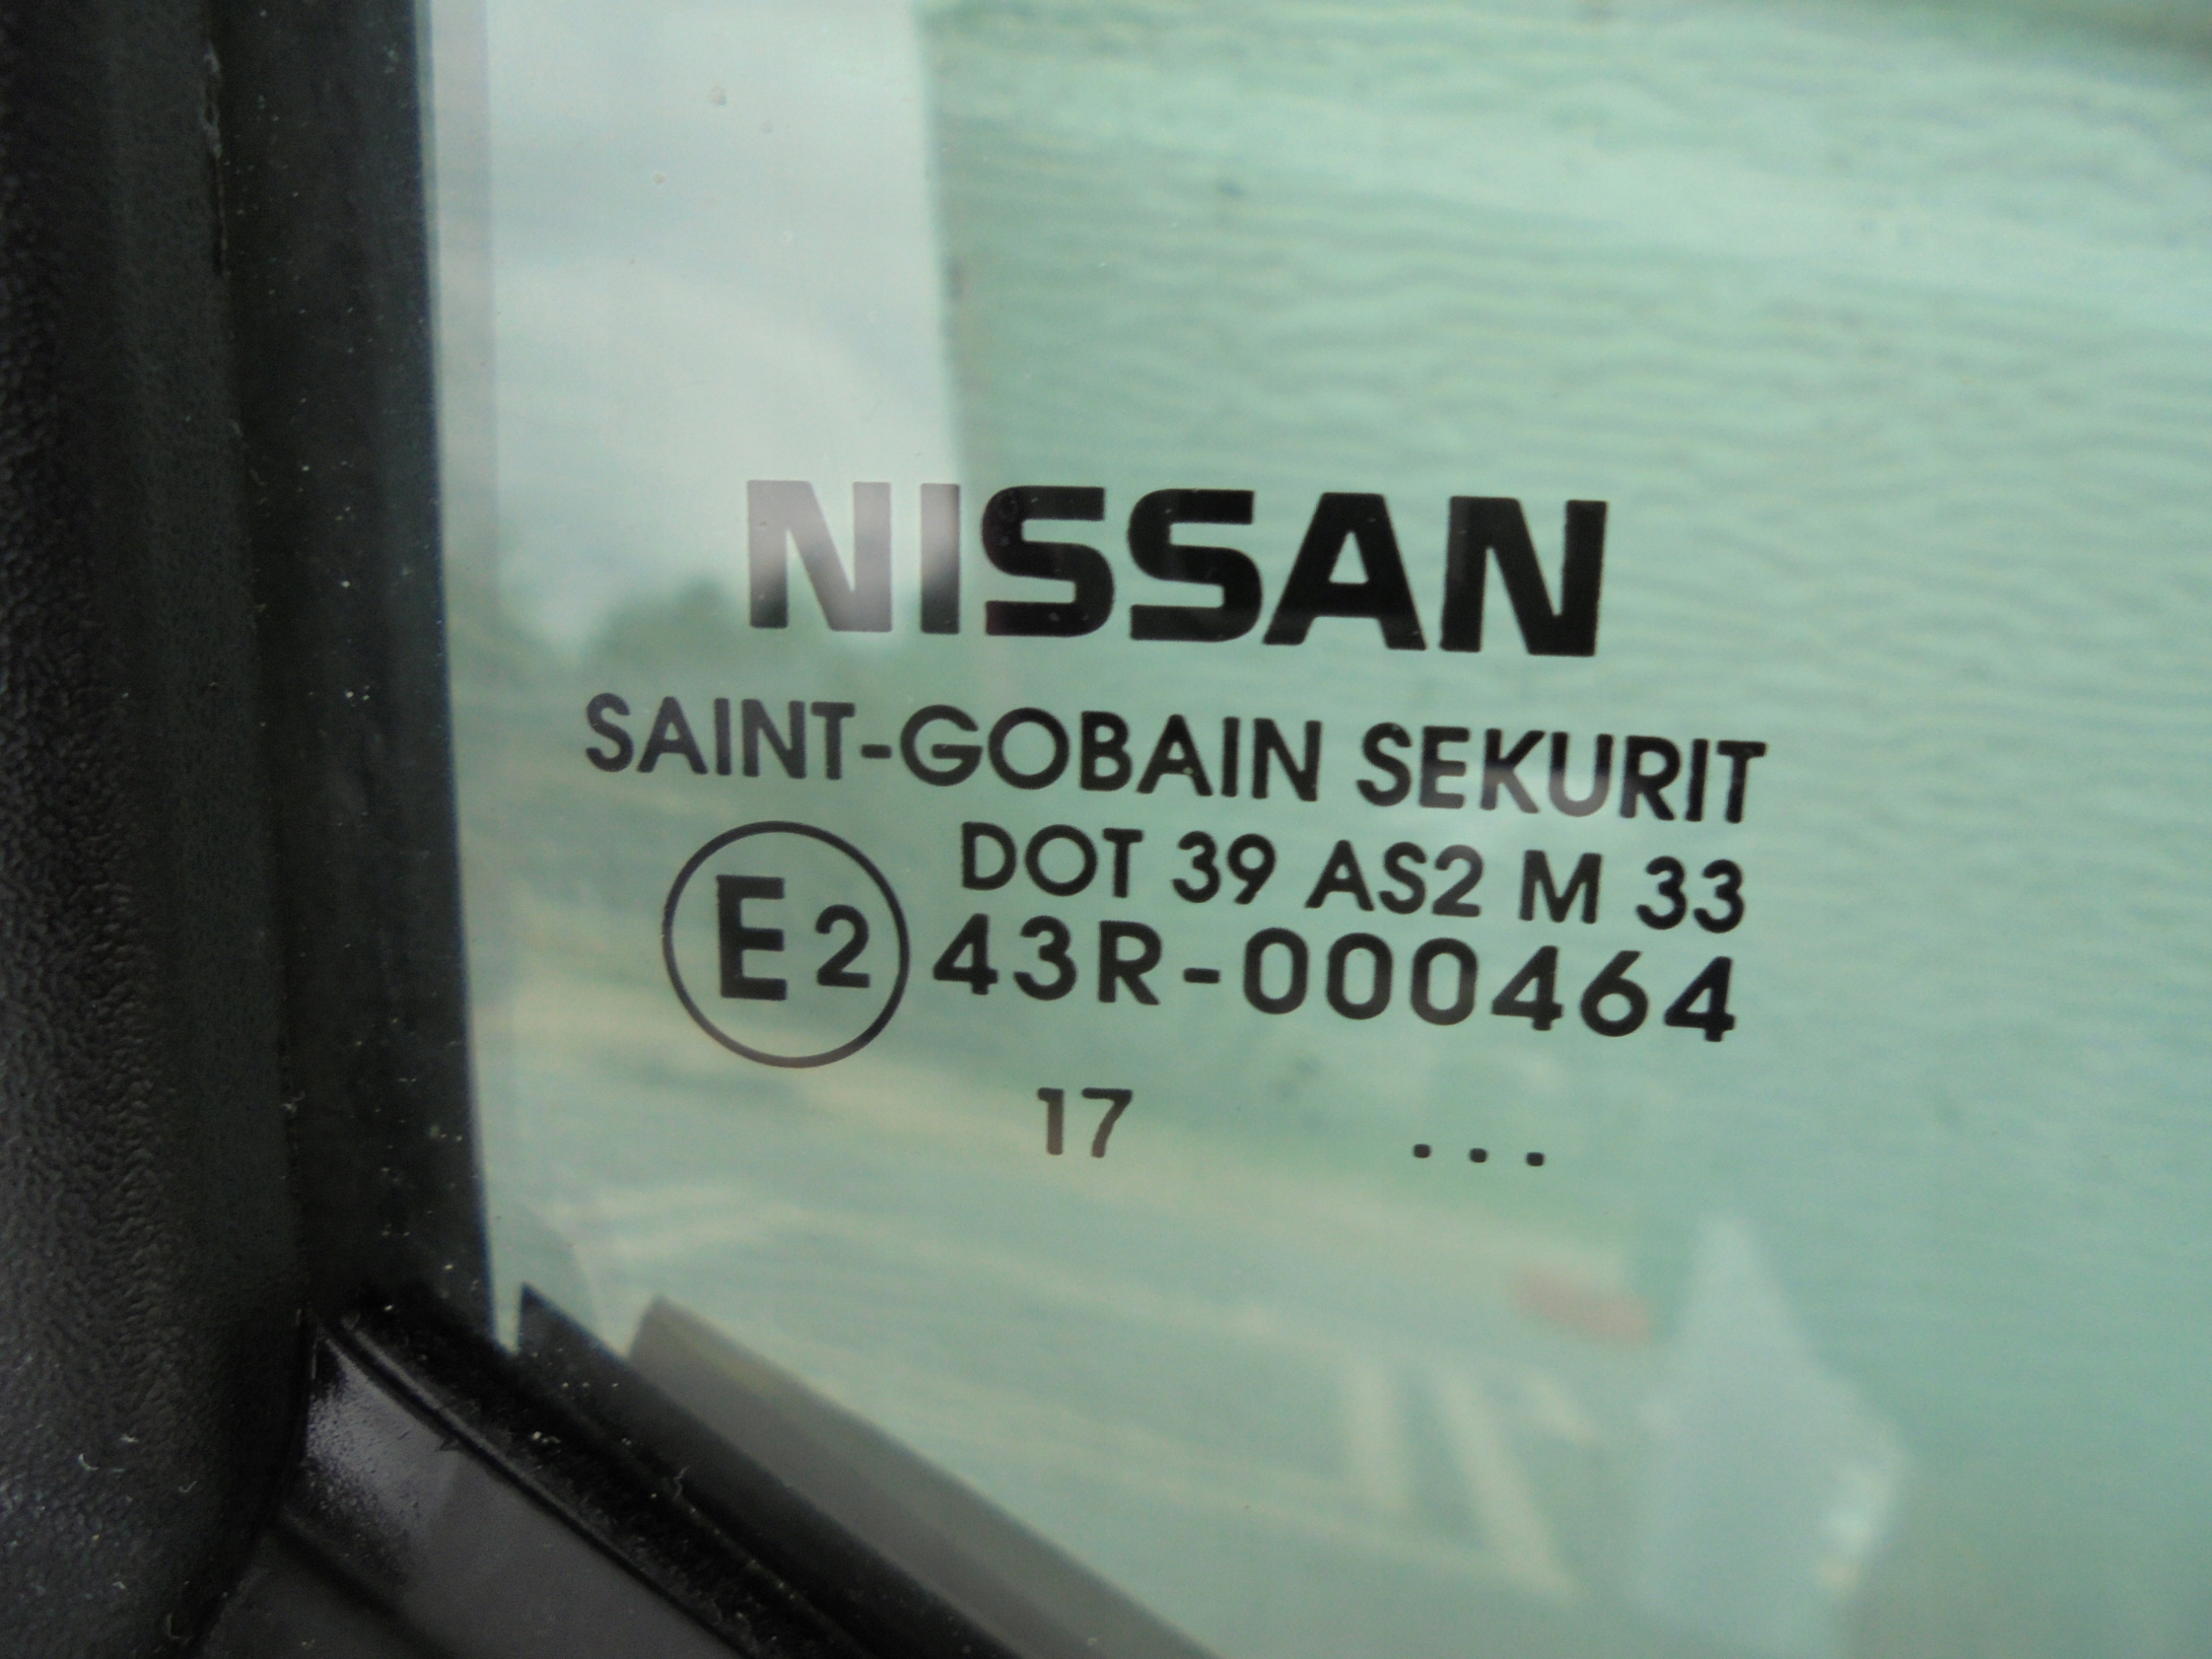 NISSAN
SAINT-GOBAIN SEKURIT
DOT 39 AS2 M 33
E2 43R-000464
17 ...